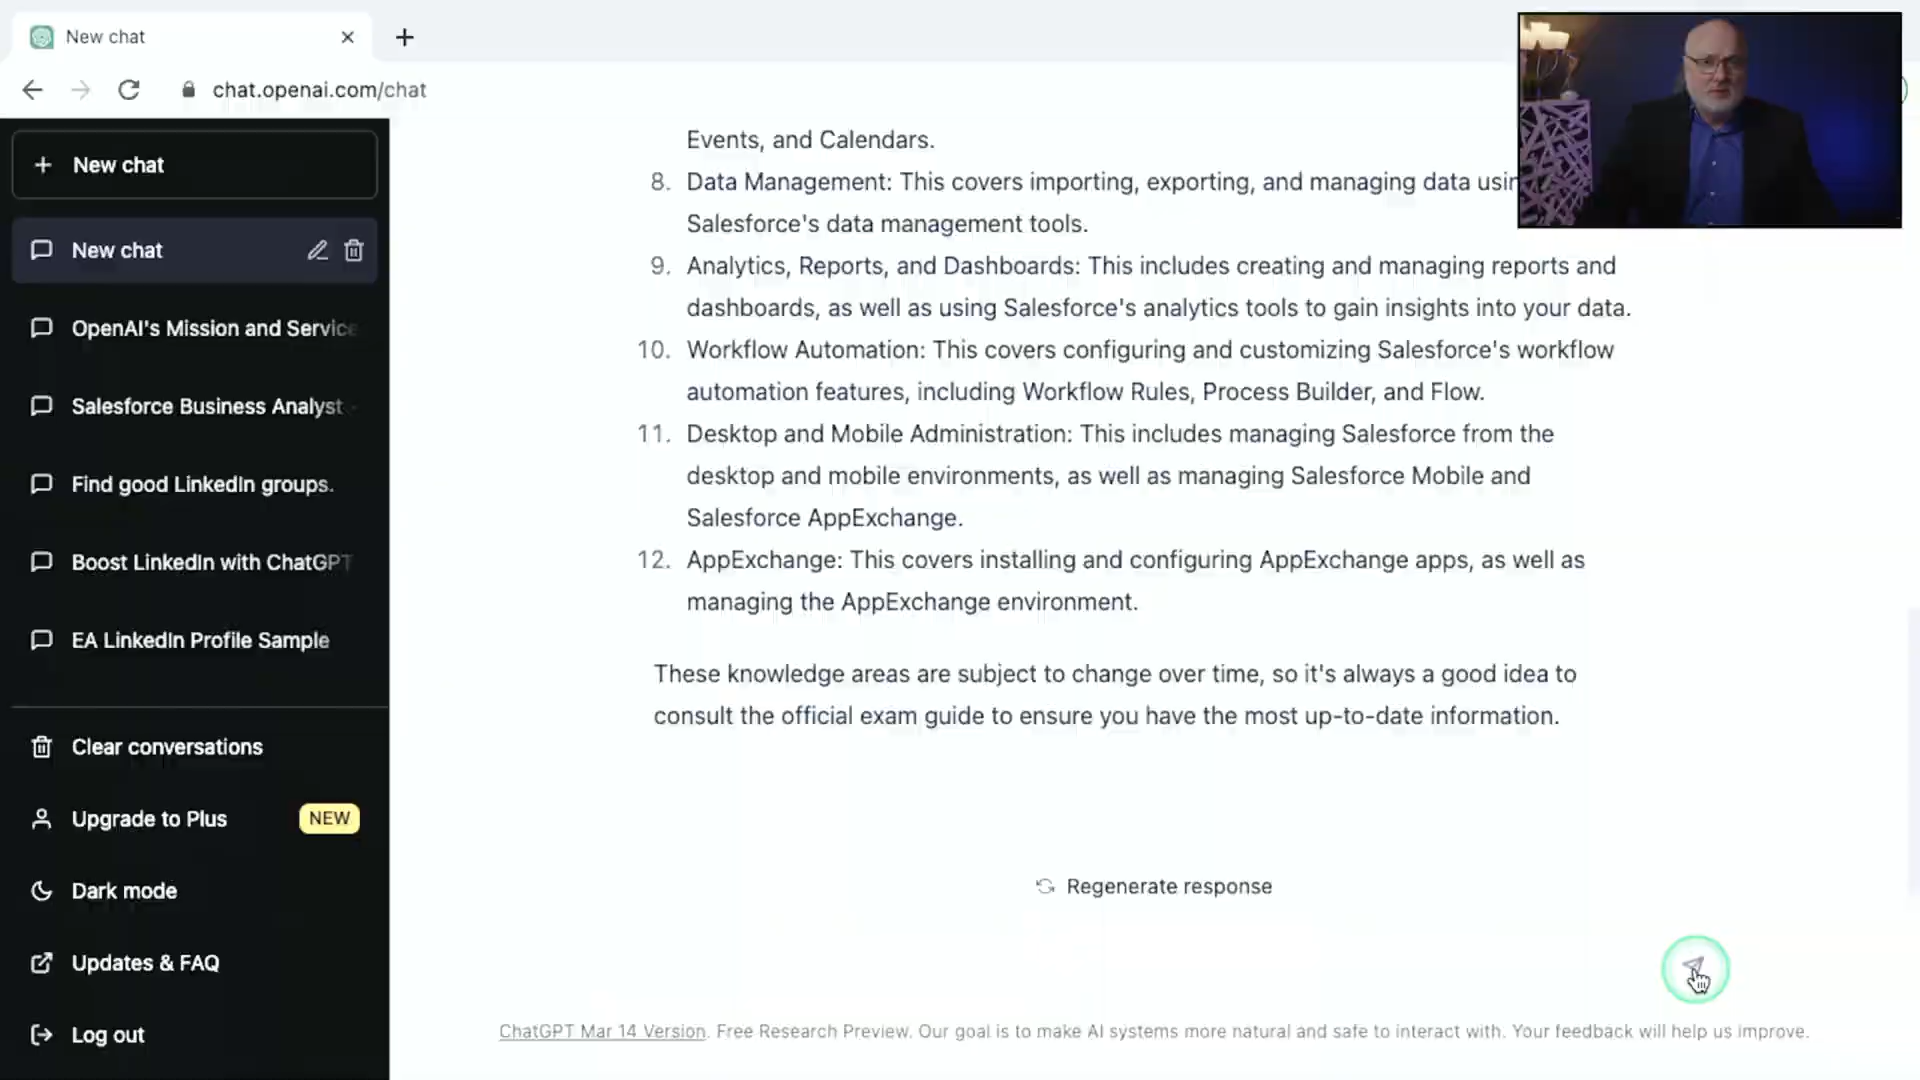 New chat
chat.openai.com/chat
New chat
New chat
OpenAI's Mission and Service
Salesforce Business Analyst
Find good LinkedIn groups.
Boost LinkedIn with ChatGPT
EA LinkedIn Profile Sample
Clear conversations
Upgrade to Plus NEW
Dark mode
Updates & FAQ
Log out
Events, and Calendars.
8. Data Management: This covers importing, exporting, and managing data usin
Salesforce's data management tools.
9. Analytics, Reports, and Dashboards: This includes creating and managing reports and
dashboards, as well as using Salesforce's analytics tools to gain insights into your data.
10. Workflow Automation: This covers configuring and customizing Salesforce's workflow
automation features, including Workflow Rules, Process Builder, and Flow.
11. Desktop and Mobile Administration: This includes managing Salesforce from the
desktop and mobile environments, as well as managing Salesforce Mobile and
Salesforce AppExchange.
12. AppExchange: This covers installing and configuring AppExchange apps, as well as
managing the AppExchange environment.
These knowledge areas are subject to change over time, so it's always a good idea to
consult the official exam guide to ensure you have the most up-to-date information.
Regenerate response
ChatGPT Mar 14 Version. Free Research Preview. Our goal is to make AI systems more natural and safe to interact with. Your feedback will help us improve.